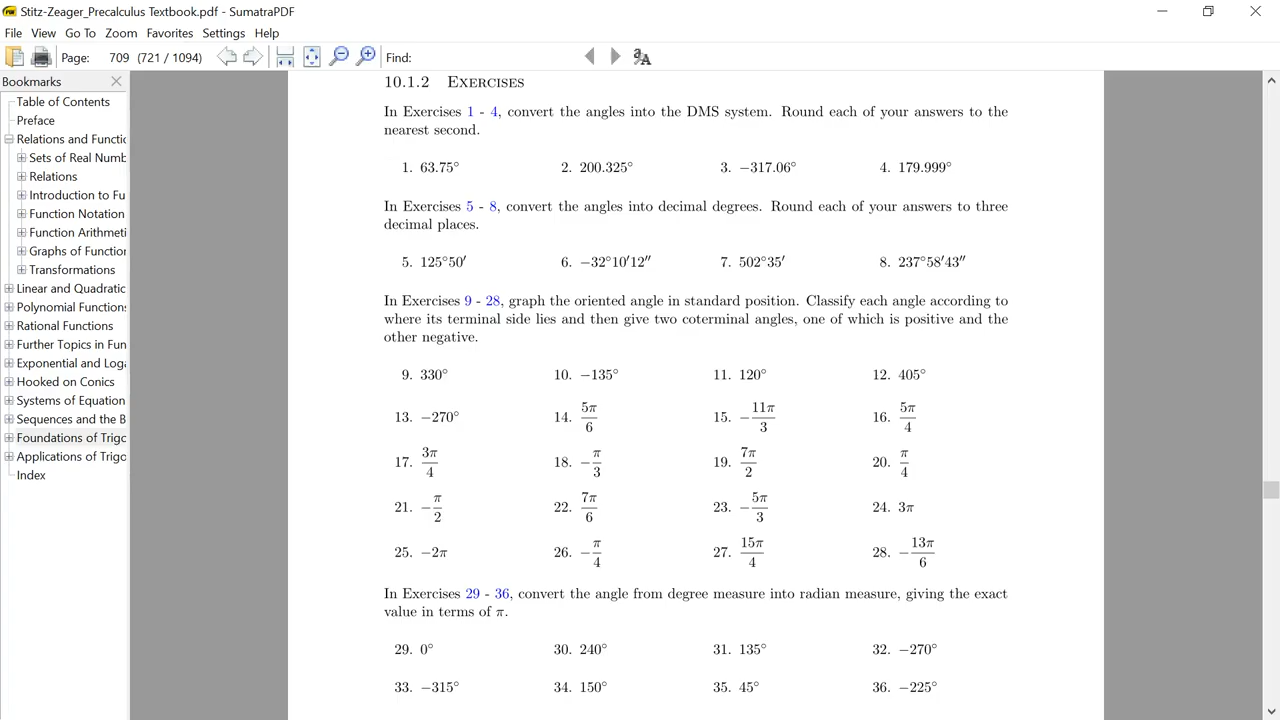 Stitz-Zeager_Precalculus Textbook.pdf - SumatraPDF
File View Go To Zoom Favorites Settings Help
Page: 709 (721 / 1094) Find:
Bookmarks
Table of Contents
Preface
Relations and Functio
Sets of Real Numb
Relations
Introduction to Fu
Function Notation
Function Arithmeti
Graphs of Function
Transformations
Linear and Quadratic
Polynomial Functions
Rational Functions
Further Topics in Fun
Exponential and Loga
Hooked on Conics
Systems of Equation
Sequences and the B
Foundations of Trigo
Applications of Trigo
Index
10.1.2 Exercises
In Exercises 1 - 4, convert the angles into the DMS system. Round each of your answers to the
nearest second.
1. 63.75° 2. 200.325° 3. −317.06° 4. 179.999°
In Exercises 5 - 8, convert the angles into decimal degrees. Round each of your answers to three
decimal places.
5. 125°50′ 6. −32°10′12″ 7. 502°35′ 8. 237°58′43″
In Exercises 9 - 28, graph the oriented angle in standard position. Classify each angle according to
where its terminal side lies and then give two coterminal angles, one of which is positive and the
other negative.
9. 330° 10. −135° 11. 120° 12. 405°
13. −270° 14. 5π/6 15. −11π/3 16. 5π/4
17. 3π/4 18. −π/3 19. 7π/2 20. π/4
21. −π/2 22. 7π/6 23. −5π/3 24. 3π
25. −2π 26. −π/4 27. 15π/4 28. −13π/6
In Exercises 29 - 36, convert the angle from degree measure into radian measure, giving the exact
value in terms of π.
29. 0° 30. 240° 31. 135° 32. −270°
33. −315° 34. 150° 35. 45° 36. −225°